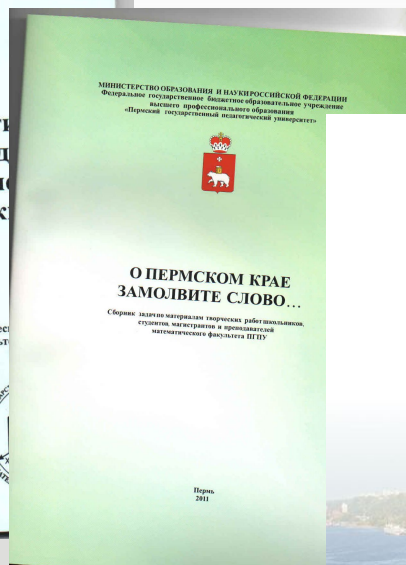 МИНИСТЕРСТВО ОБРАЗОВАНИЯ И НАУКИ РОССИЙСКОЙ ФЕДЕРАЦИИ
Федеральное государственное бюджетное образовательное учреждение
высшего профессионального образования
«Пермский государственный педагогический университет»
О ПЕРМСКОМ КРАЕ
ЗАМОЛВИТЕ СЛОВО...
Сборник задач по материалам творческих работ школьников,
студентов, магистрантов и преподавателей
математического факультета ПГПУ
Пермь
2011